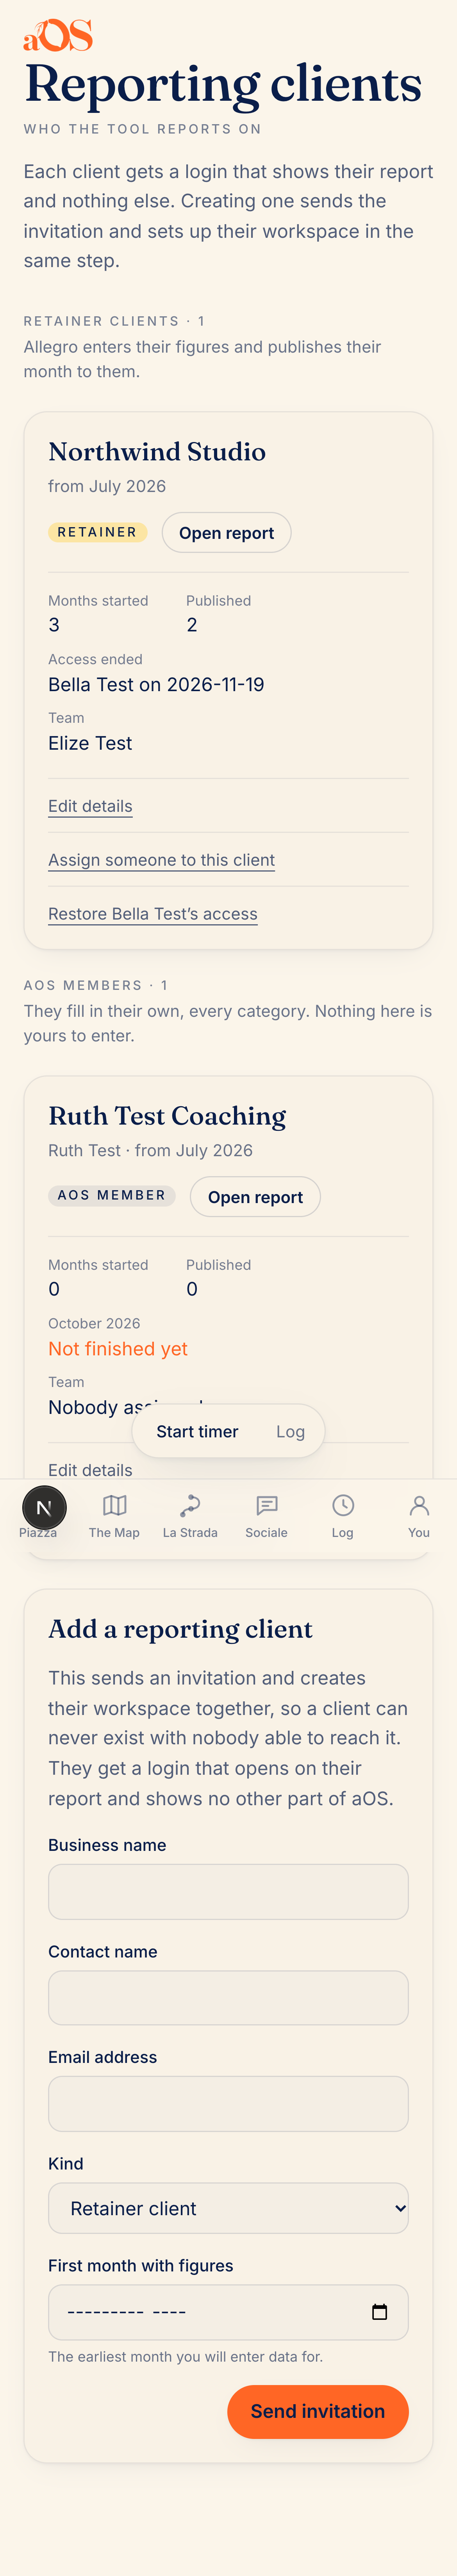 aOS
Reporting clients
WHO THE TOOL REPORTS ON
Each client gets a login that shows their report
and nothing else. Creating one sends the
invitation and sets up their workspace in the
same step.
RETAINER CLIENTS · 1
Allegro enters their figures and publishes their
month to them.
Northwind Studio
from July 2026
RETAINER
Open report
Months started
Published
3
2
Access ended
Bella Test on 2026-11-19
Team
Elize Test
Edit details
Assign someone to this client
Restore Bella Test’s access
AOS MEMBERS · 1
They fill in their own, every category. Nothing here is
yours to enter.
Ruth Test Coaching
Ruth Test · from July 2026
AOS MEMBER
Open report
Months started
Published
0
0
October 2026
Not finished yet
Team
Nobody
Start timer
Log
Edit details
N
Piazza
The Map
La Strada
Sociale
Log
You
Add a reporting client
This sends an invitation and creates
their workspace together, so a client can
never exist with nobody able to reach it.
They get a login that opens on their
report and shows no other part of aOS.
Business name
Contact name
Email address
Kind
Retainer client
First month with figures
--------- ----
The earliest month you will enter data for.
Send invitation